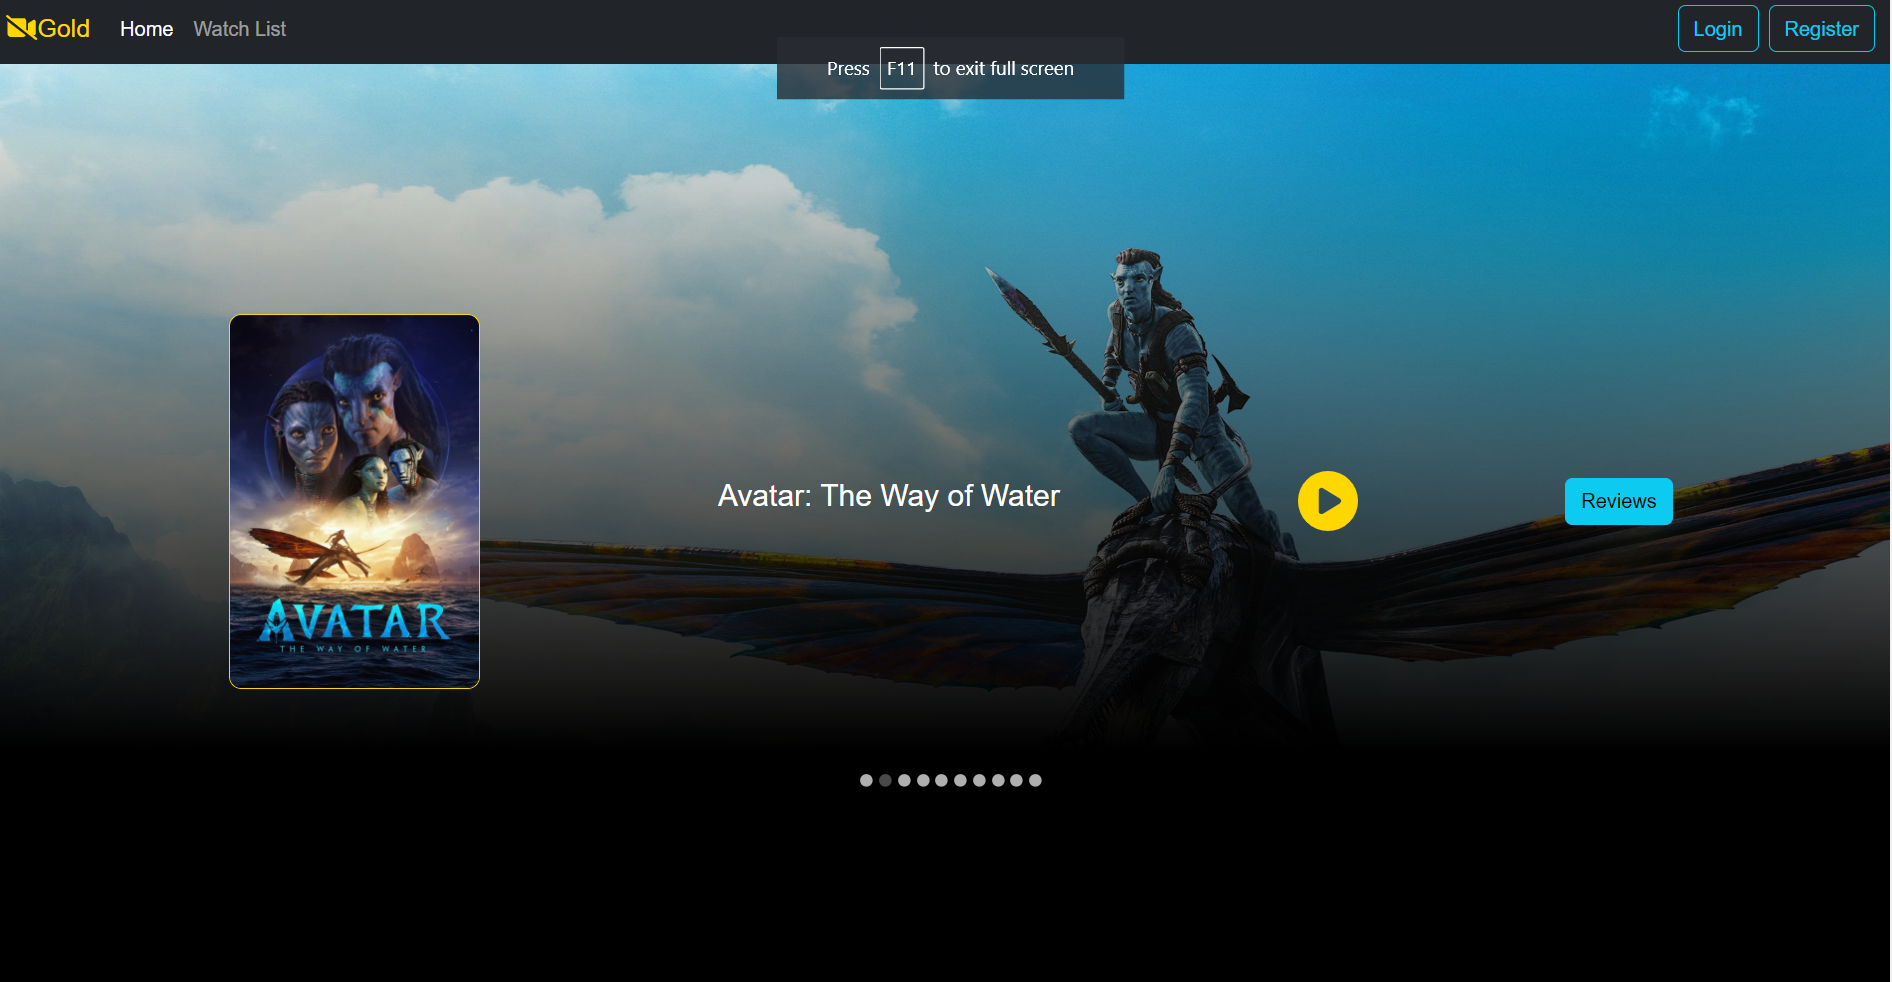 Gold Home Watch List Login Register
Press F11 to exit full screen
Avatar: The Way of Water
Reviews
AVATAR
THE WAY OF WATER